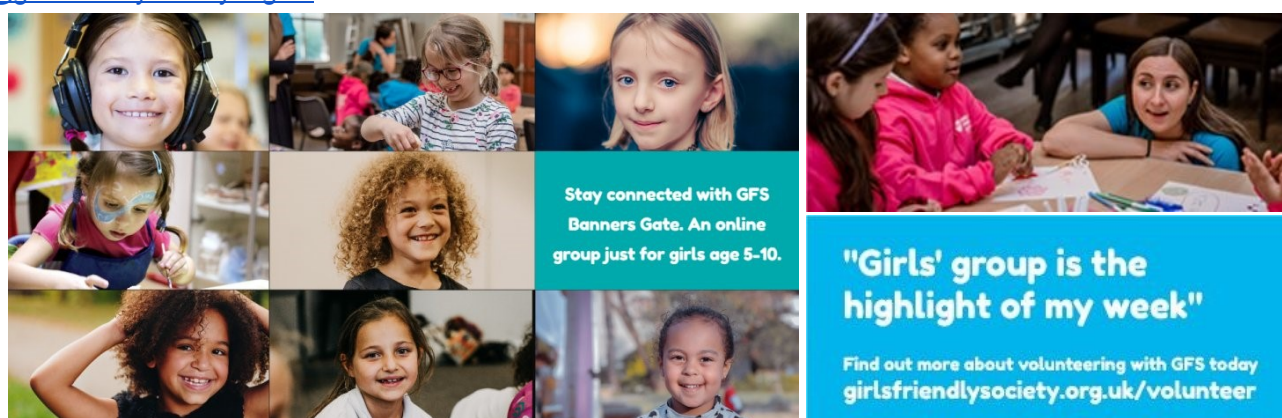 Stay connected with GFS
Banners Gate. An online
group just for girls age 5-10.
"Girls' group is the
highlight of my week"
Find out more about volunteering with GFS today
girlsfriendlysociety.org.uk/volunteer